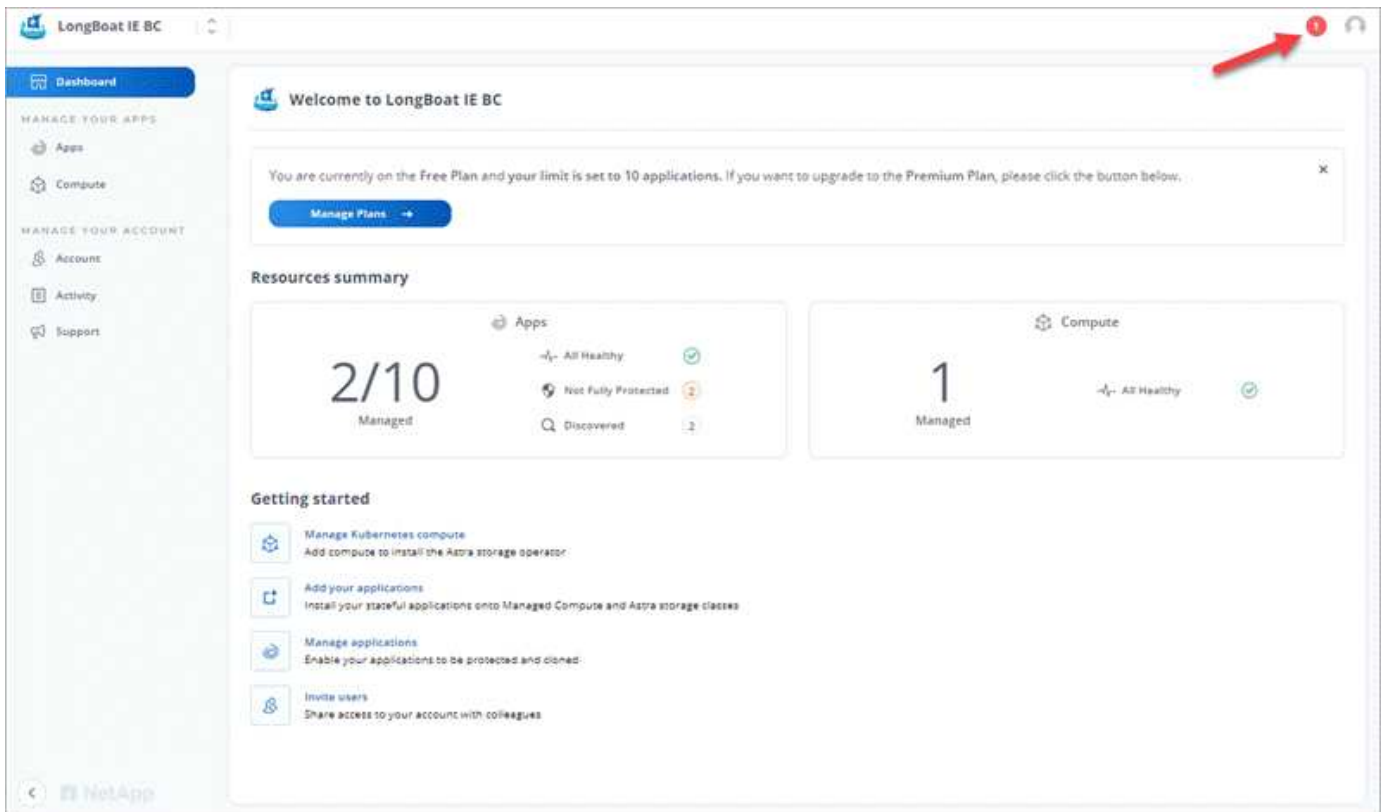 LongBoat IE BC
1
Dashboard
MANAGE YOUR APPS
Apps
Compute
MANAGE YOUR ACCOUNT
Account
Activity
Support
Welcome to LongBoat IE BC
You are currently on the Free Plan and your limit is set to 10 applications. If you want to upgrade to the Premium Plan, please click the button below.
Manage Plans
Resources summary
Apps
2/10
Managed
All Healthy
Not Fully Protected 2
Discovered 2
Compute
1
Managed
All Healthy
Getting started
Manage Kubernetes compute
Add compute to install the Astra storage operator
Add your applications
Install your stateful applications onto Managed Compute and Astra storage classes
Manage applications
Enable your applications to be protected and cloned
Invite users
Share access to your account with colleagues
NetApp